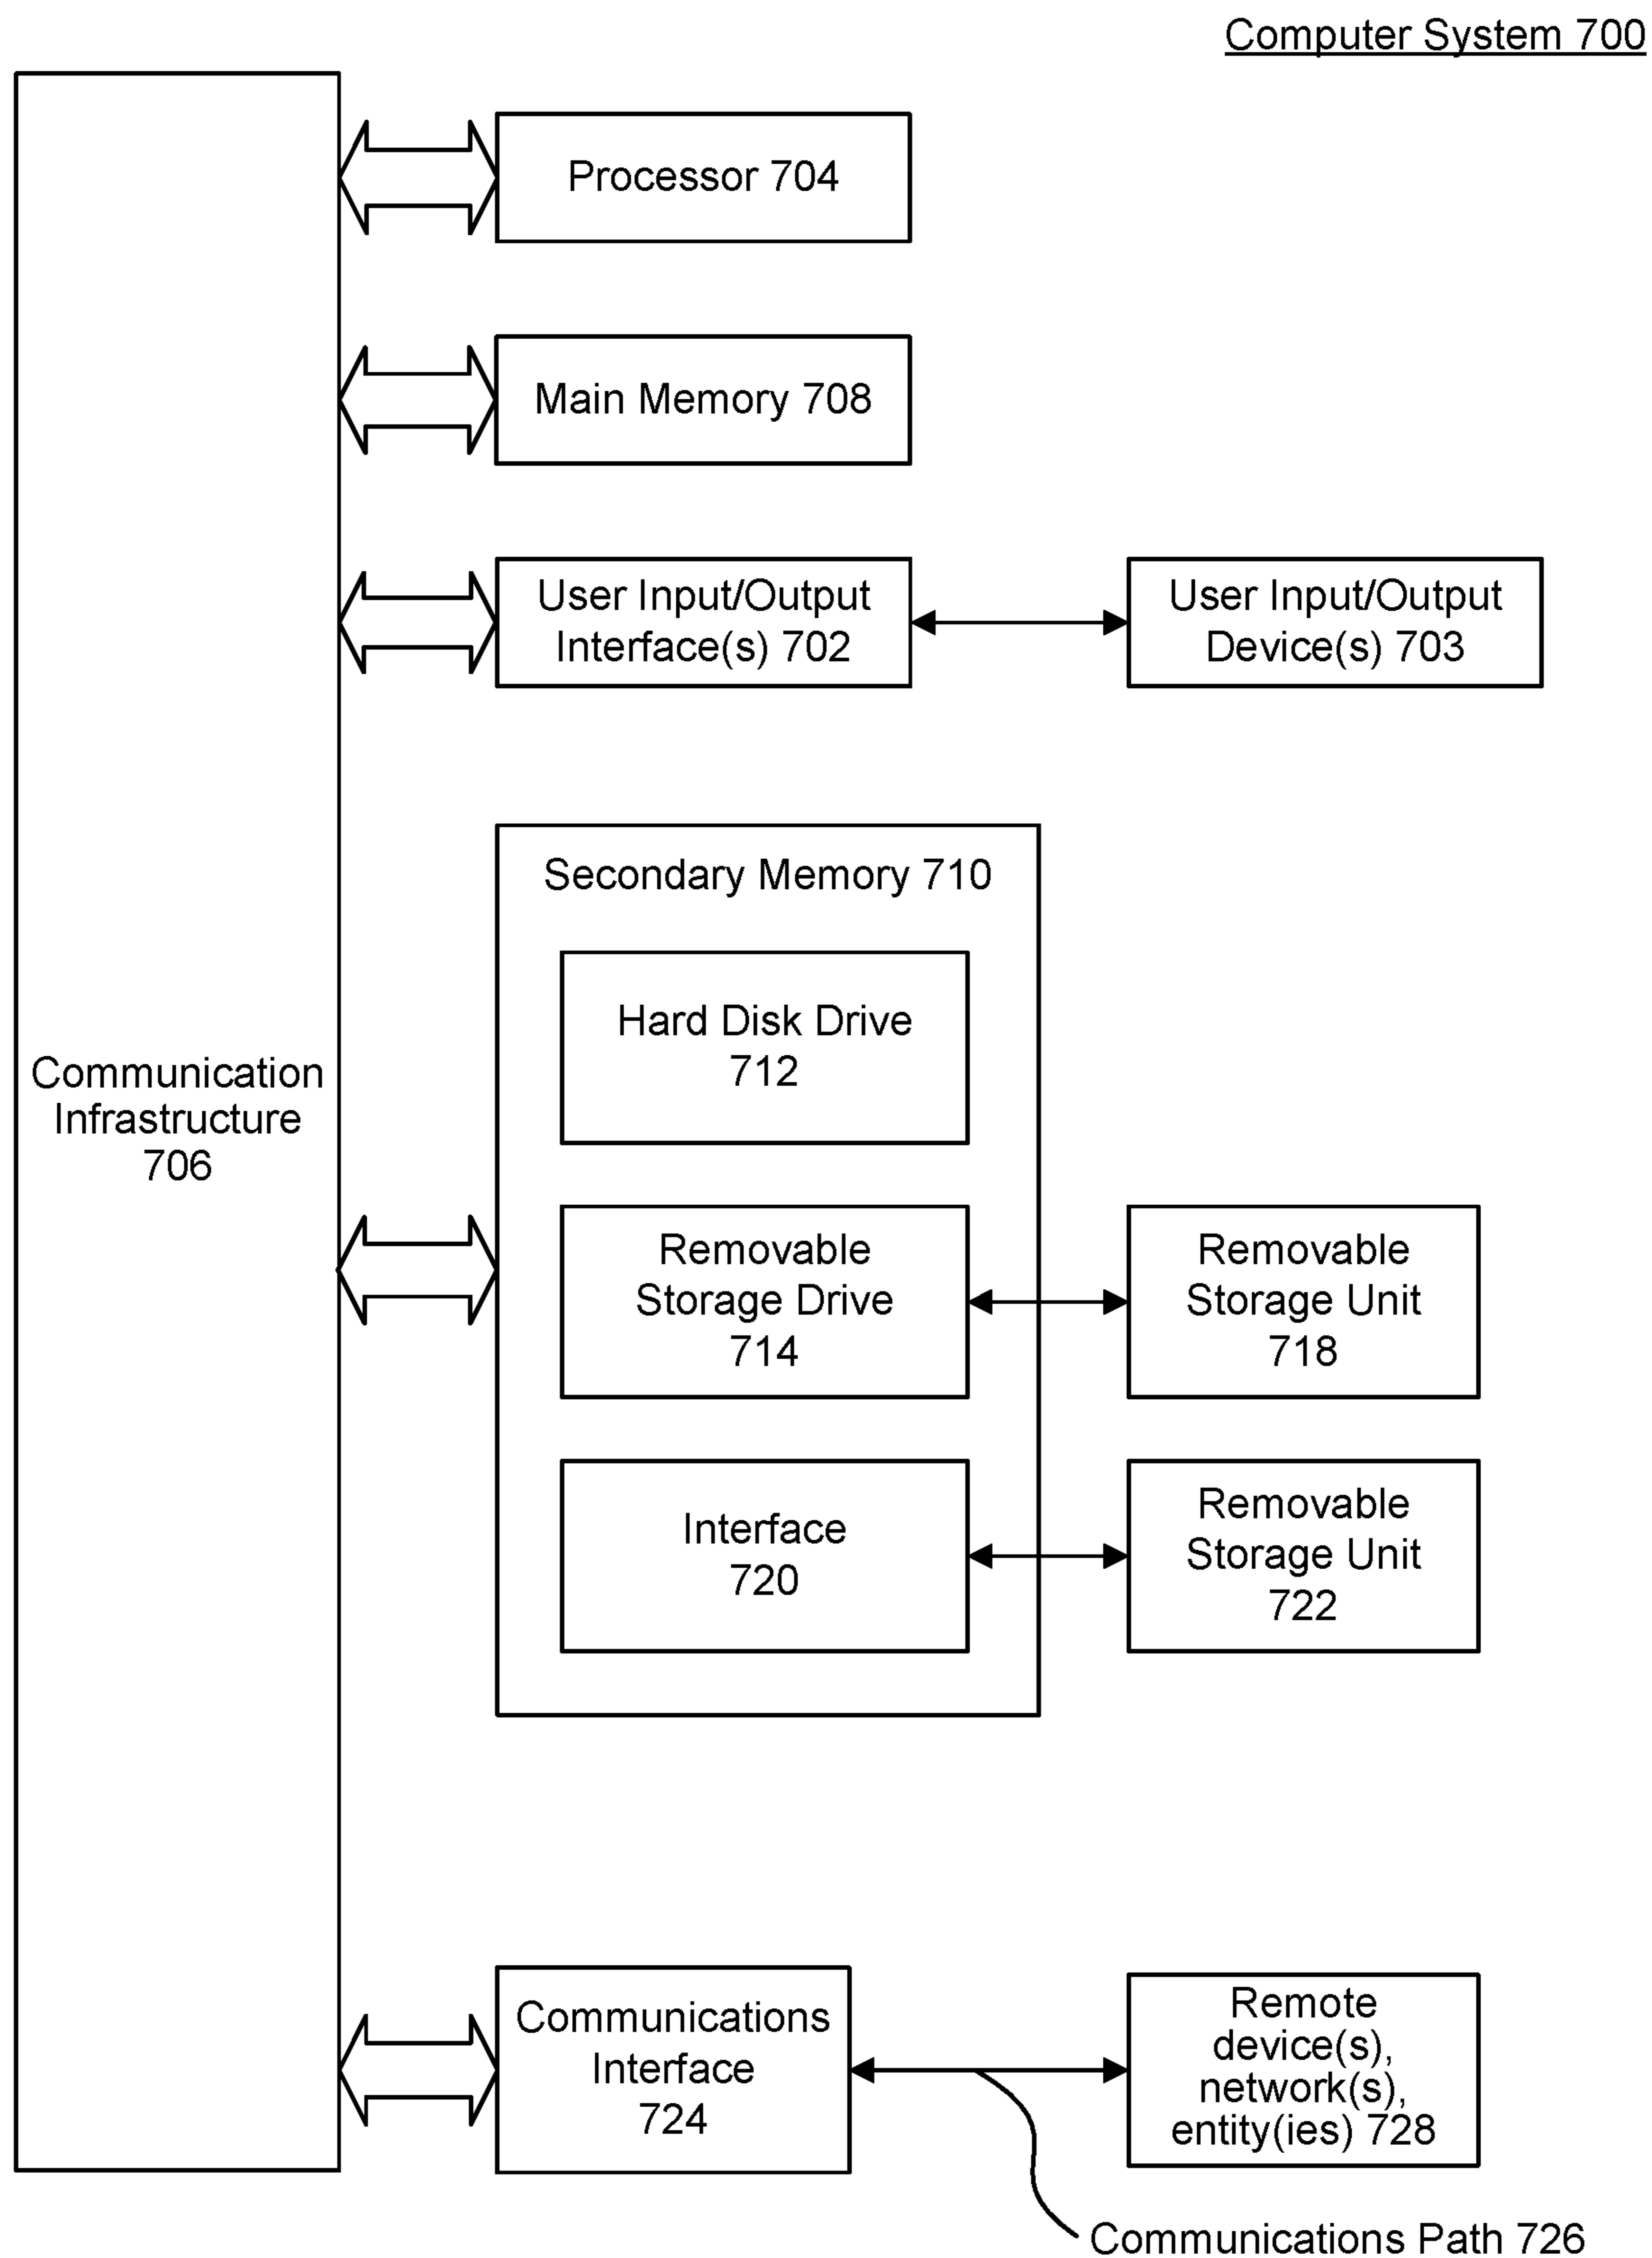 Computer System 700
Processor 704
Main Memory 708
User Input/Output
Interface(s) 702
User Input/Output
Device(s) 703
Secondary Memory 710
Hard Disk Drive
712
Communication
Infrastructure
706
Removable
Storage Drive
714
Removable
Storage Unit
718
Interface
720
Removable
Storage Unit
722
Communications
Interface
724
Remote
device(s),
network(s),
entity(ies) 728
Communications Path 726